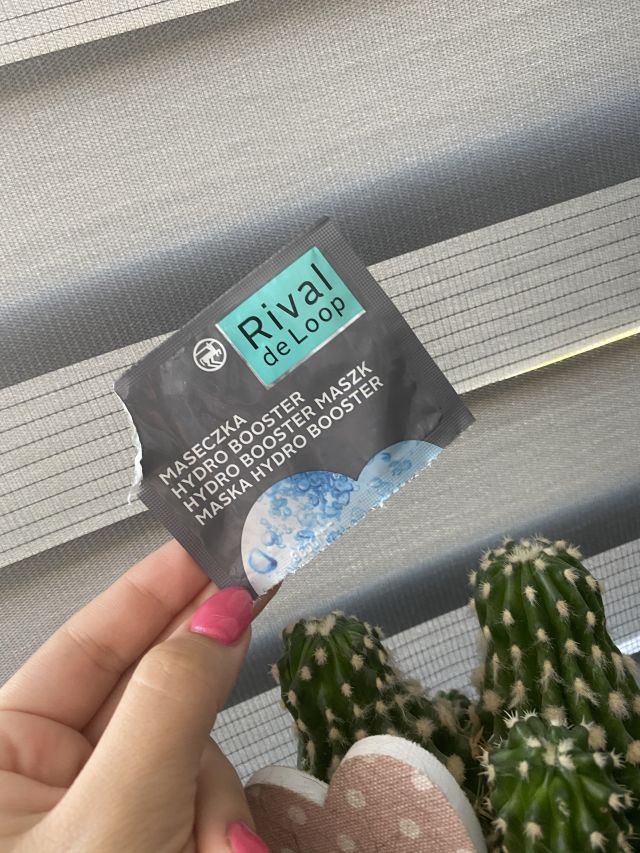 Rival
de Loop
MASECZKA
HYDRO BOOSTER
HYDRO BOOSTER MASZK
MASKA HYDRO BOOSTER